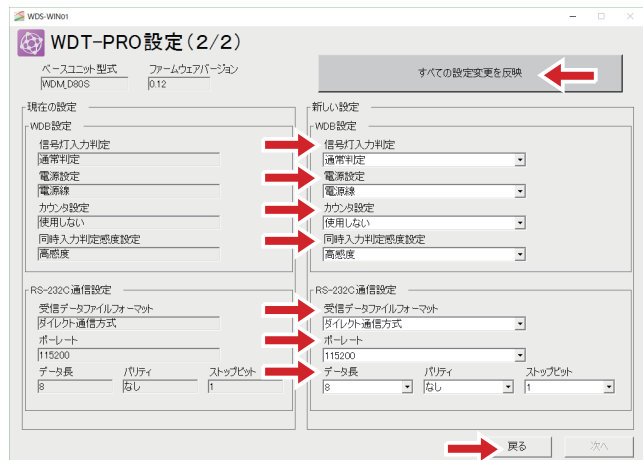 WDS-WIN01
WDT-PRO設定(2/2)
ベースユニット型式 ファームウェアバージョン
WDM_D80S 0.12
すべての設定変更を反映
現在の設定
WDB設定
信号灯入力判定
通常判定
電源設定
電源線
カウンタ設定
使用しない
同時入力判定感度設定
高感度
RS-232C通信設定
受信データファイルフォーマット
ダイレクト通信方式
ボーレート
115200
データ長 パリティ ストップビット
8 なし 1
新しい設定
WDB設定
信号灯入力判定
通常判定
電源設定
電源線
カウンタ設定
使用しない
同時入力判定感度設定
高感度
RS-232C通信設定
受信データファイルフォーマット
ダイレクト通信方式
ボーレート
115200
データ長 パリティ ストップビット
8 なし 1
戻る 次へ